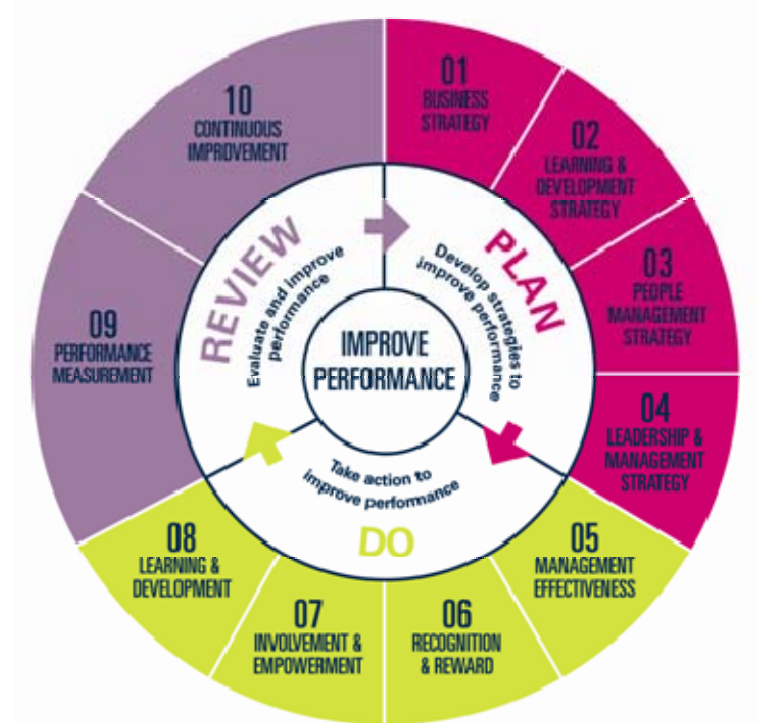 01
BUSINESS
STRATEGY
02
LEARNING &
DEVELOPMENT
STRATEGY
03
PEOPLE
MANAGEMENT
STRATEGY
04
LEADERSHIP &
MANAGEMENT
STRATEGY
05
MANAGEMENT
EFFECTIVENESS
06
RECOGNITION
& REWARD
07
INVOLVEMENT &
EMPOWERMENT
08
LEARNING &
DEVELOPMENT
09
PERFORMANCE
MEASUREMENT
10
CONTINUOUS
IMPROVEMENT
PLAN
Develop strategies to
improve performance
DO
Take action to
improve performance
REVIEW
Evaluate and improve
performance
IMPROVE
PERFORMANCE